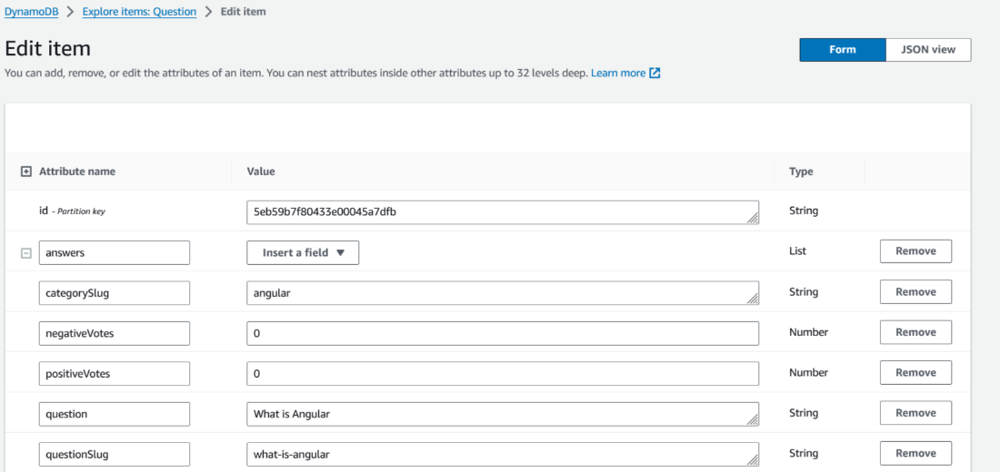 DynamoDB > Explore items: Question > Edit item
Edit item
Form JSON view
You can add, remove, or edit the attributes of an item. You can nest attributes inside other attributes up to 32 levels deep. Learn more
Attribute name Value Type
id - Partition key 5eb59b7f80433e00045a7dfb String
answers Insert a field List Remove
categorySlug angular String Remove
negativeVotes 0 Number Remove
positiveVotes 0 Number Remove
question What is Angular String Remove
questionSlug what-is-angular String Remove